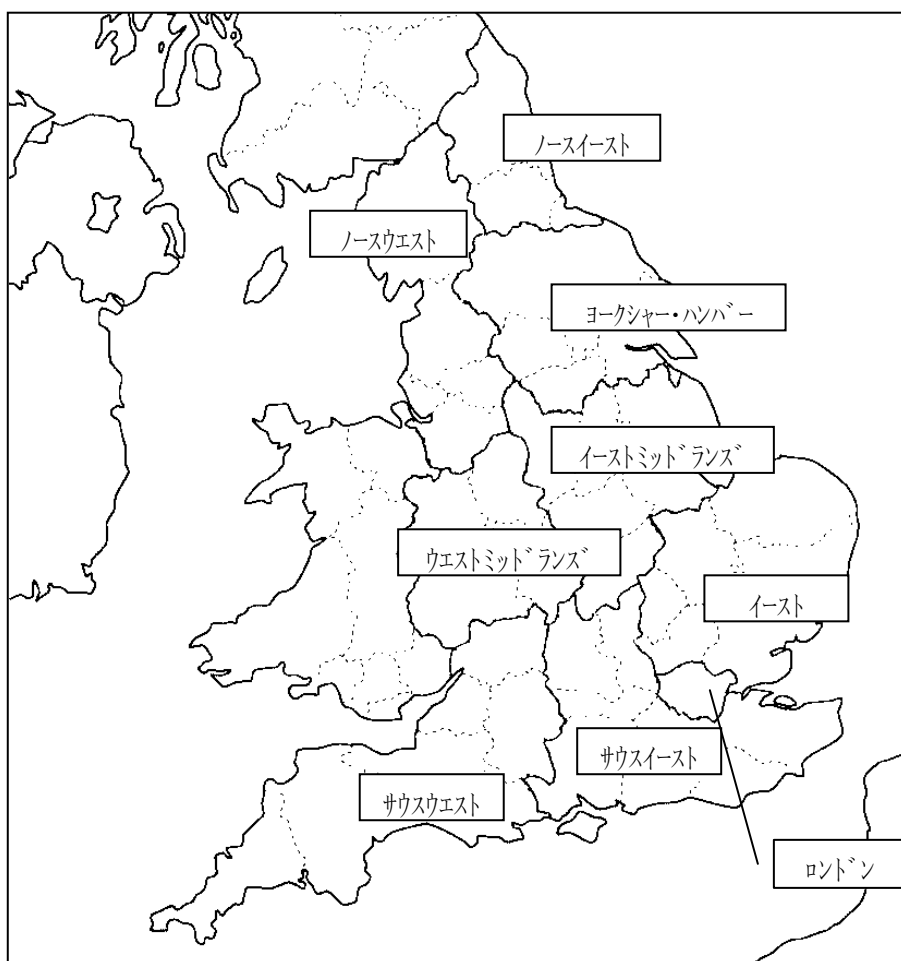 ノースイースト
ノースウエスト
ヨークシャー・ハンバー
イーストミッドランズ
ウエストミッドランズ
イースト
サウスイースト
サウスウエスト
ロンドン